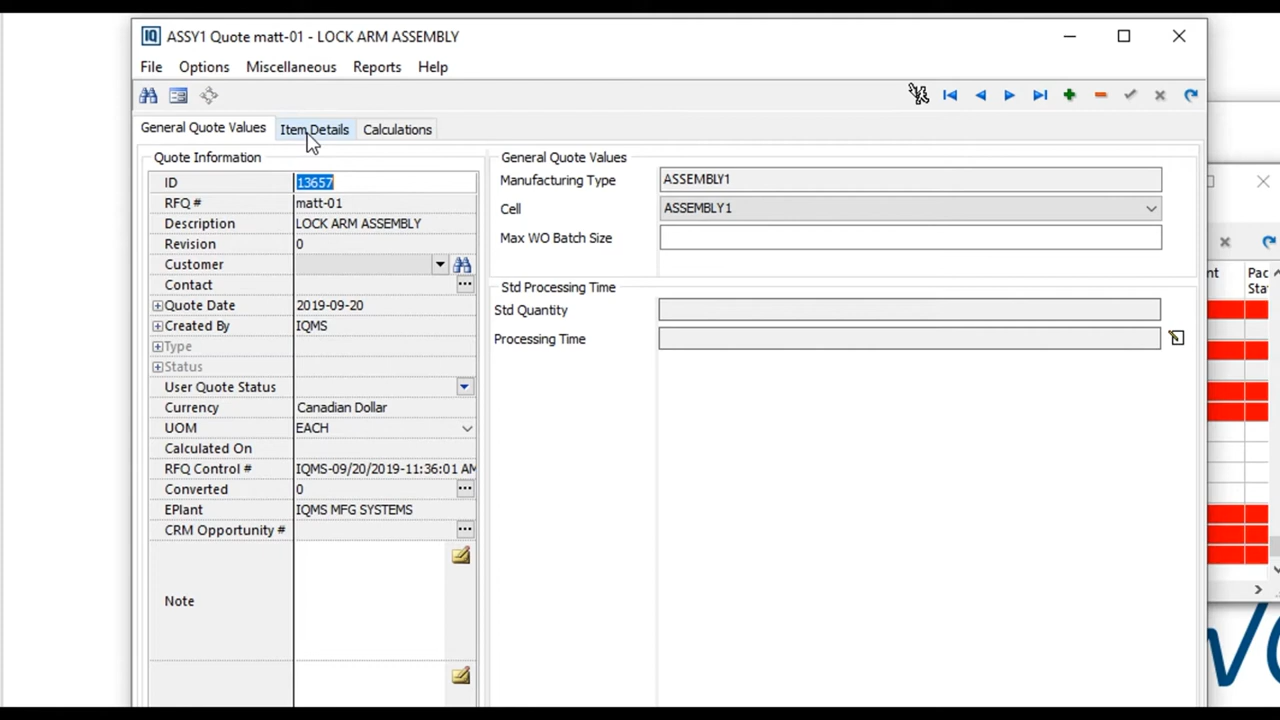 ASSY1 Quote matt-01 - LOCK ARM ASSEMBLY
File Options Miscellaneous Reports Help
General Quote Values Item Details Calculations
Quote Information
ID 13657
RFQ # matt-01
Description LOCK ARM ASSEMBLY
Revision 0
Customer
Contact
Quote Date 2019-09-20
Created By IQMS
Type
Status
User Quote Status
Currency Canadian Dollar
UOM EACH
Calculated On
RFQ Control # IQMS-09/20/2019-11:36:01 AM
Converted 0
EPlant IQMS MFG SYSTEMS
CRM Opportunity #
Note
General Quote Values
Manufacturing Type ASSEMBLY1
Cell ASSEMBLY1
Max WO Batch Size
Std Processing Time
Std Quantity
Processing Time